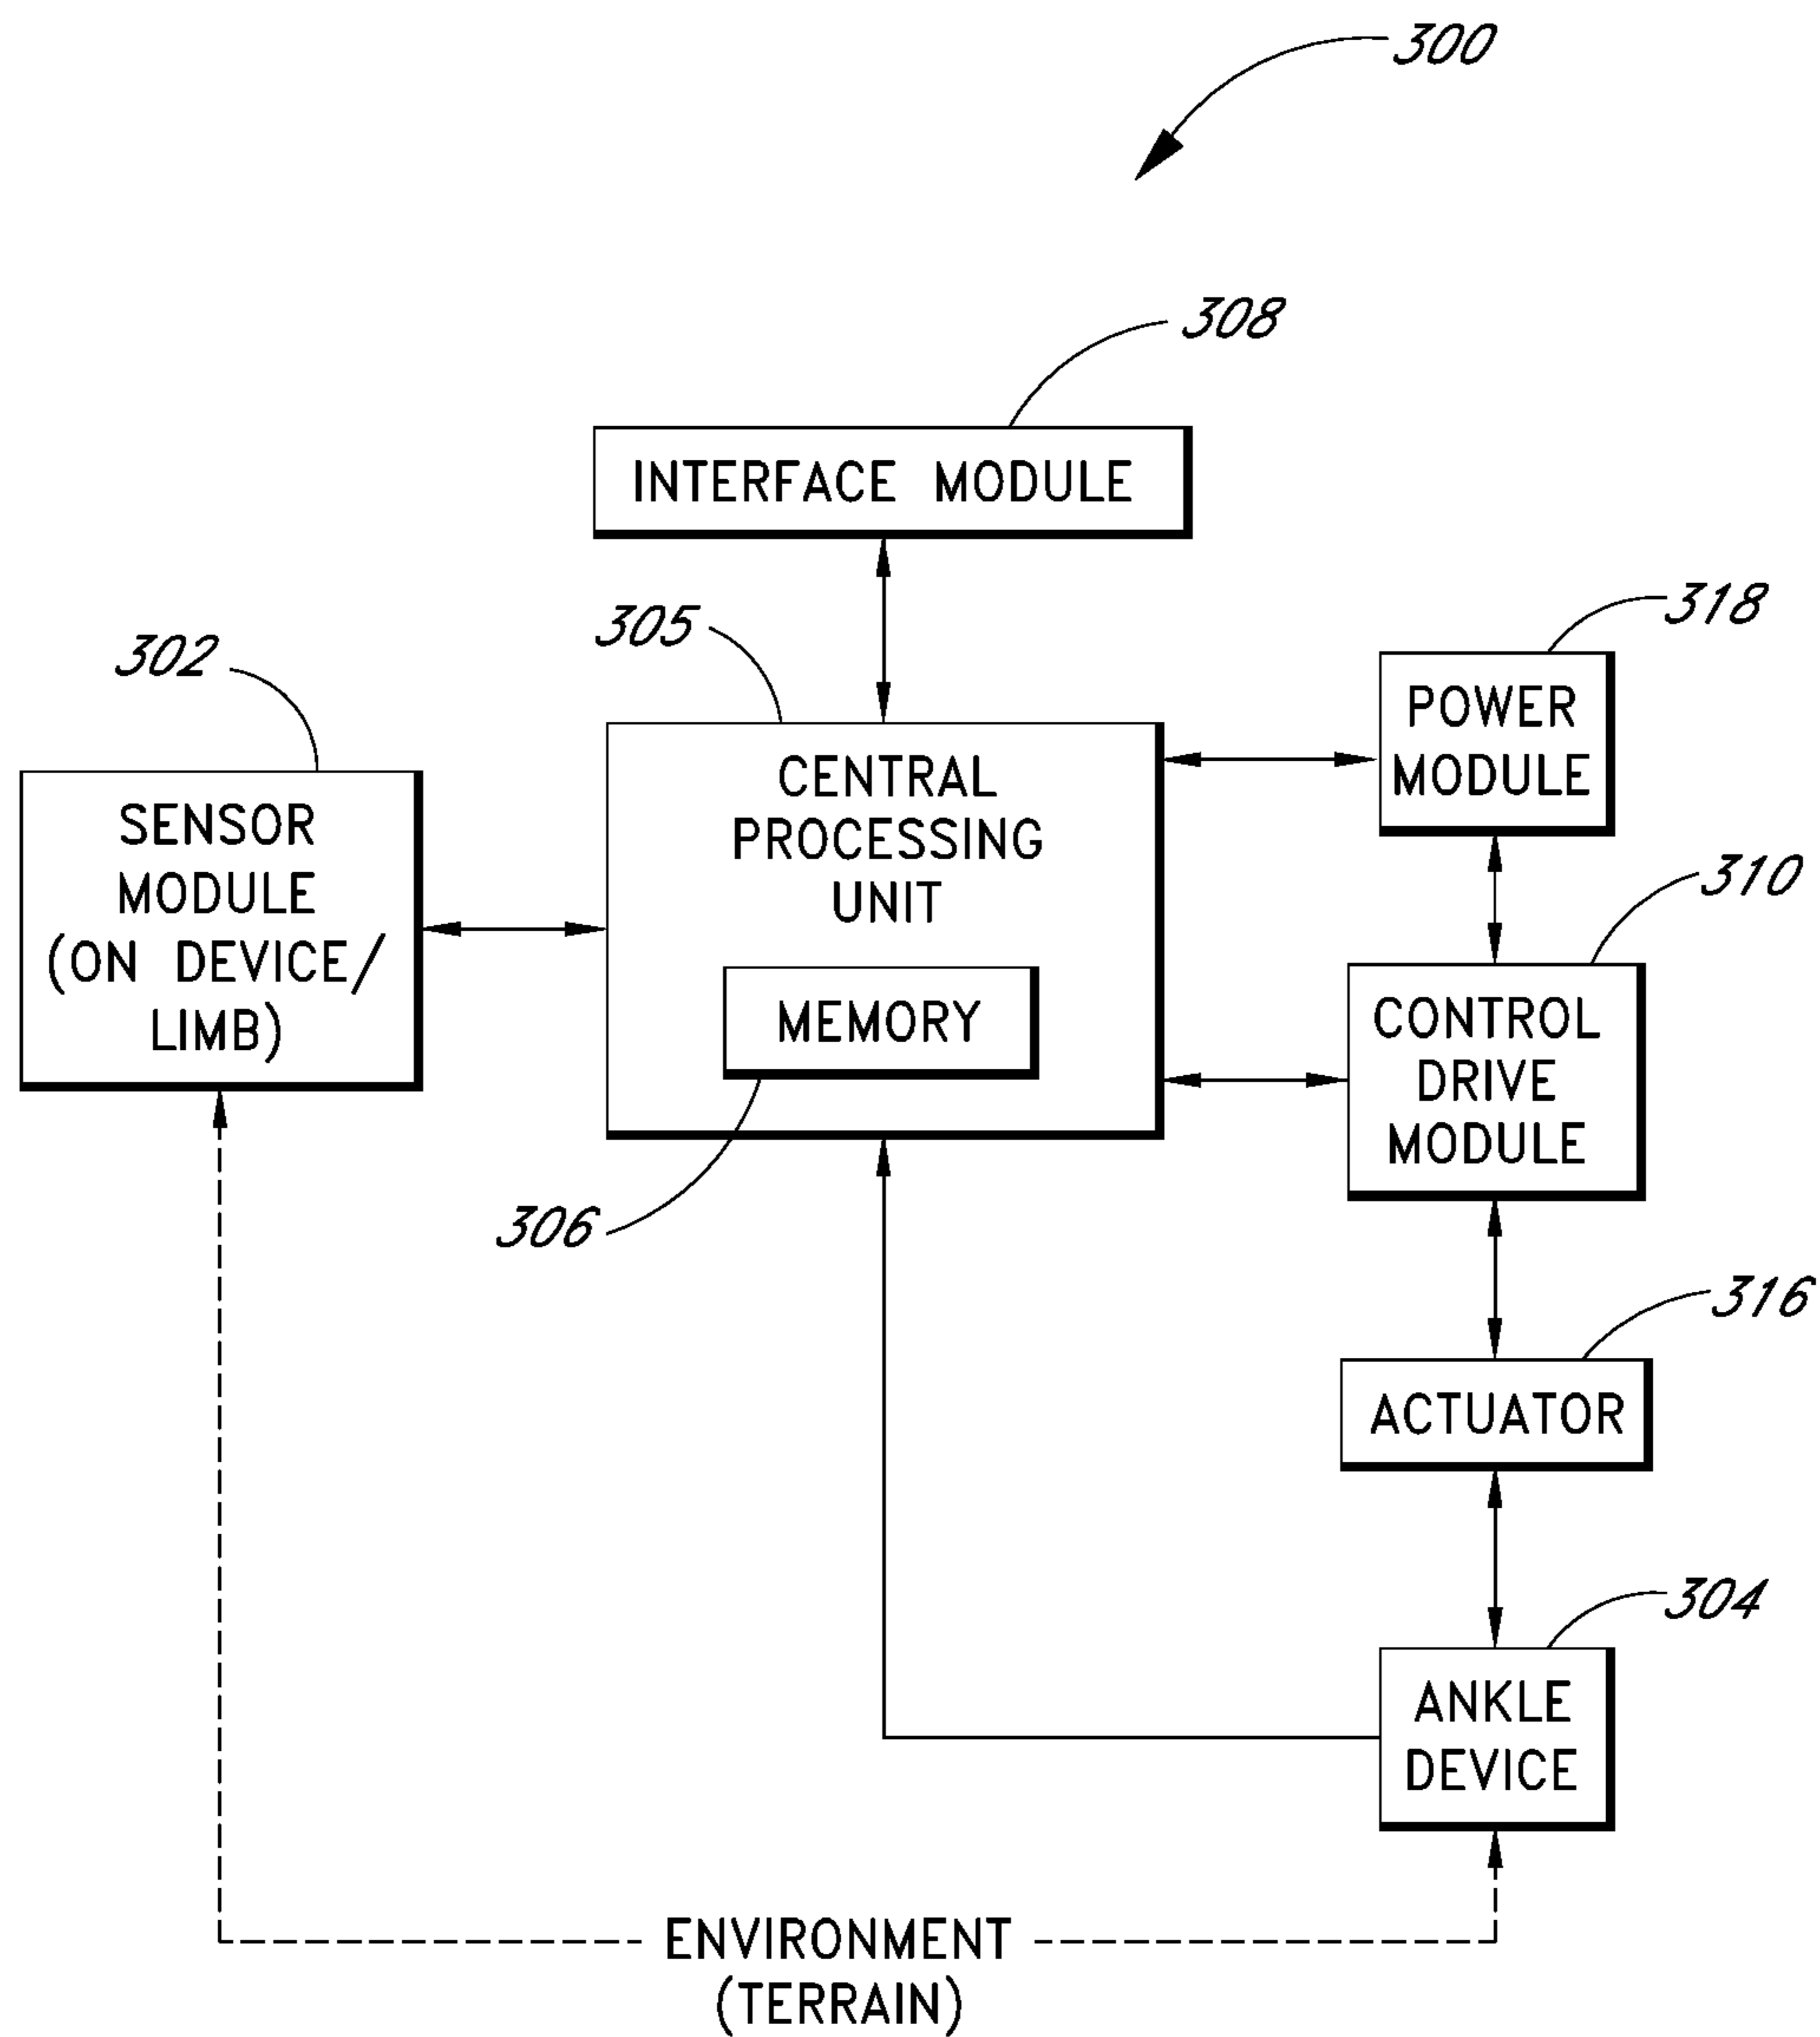 300
308
INTERFACE MODULE
305
318
302
POWER
MODULE
CENTRAL
PROCESSING
UNIT
SENSOR
MODULE
(ON DEVICE/
LIMB)
310
MEMORY
CONTROL
DRIVE
MODULE
306
316
ACTUATOR
304
ANKLE
DEVICE
ENVIRONMENT
(TERRAIN)